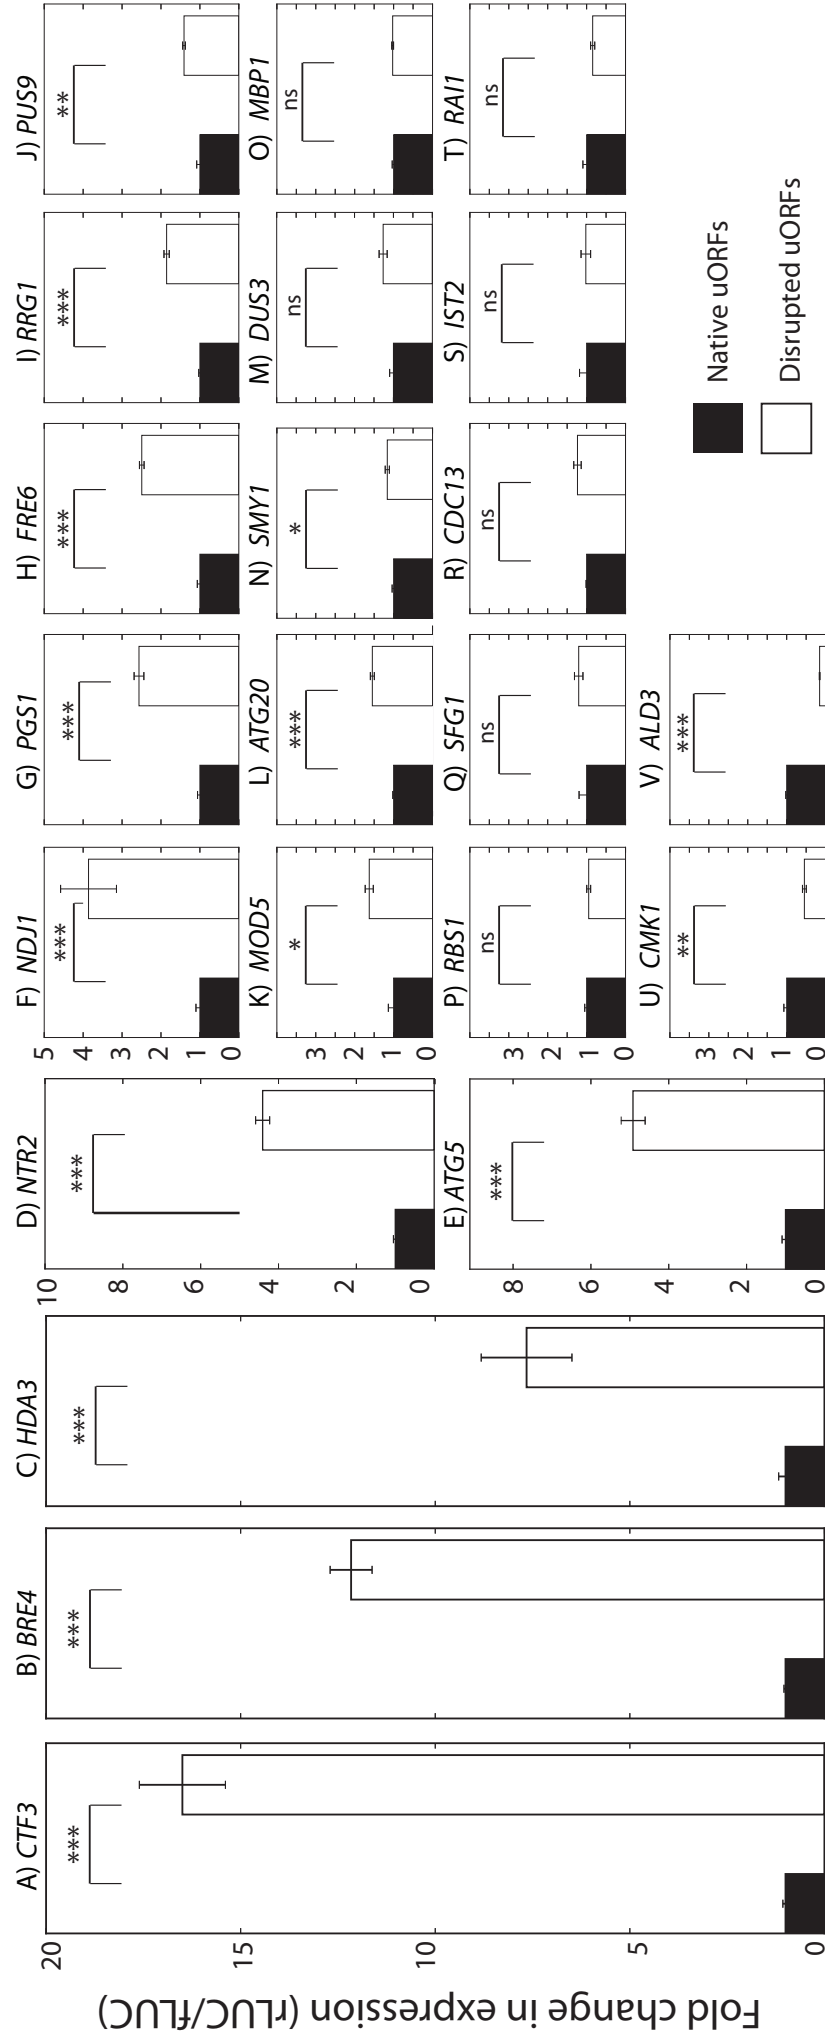 Fold change in expression (rLUC/fLUC)
A) CTF3
***
20
15
10
5
0
B) BRE4
***
C) HDA3
***
D) NTR2
***
10
8
6
4
2
0
E) ATG5
***
8
6
4
2
0
F) NDJ1
***
5
4
3
2
1
0
G) PGS1
***
H) FRE6
***
I) RRG1
***
J) PUS9
**
K) MOD5
*
3
2
1
0
L) ATG20
***
N) SMY1
*
M) DUS3
ns
O) MBP1
ns
P) RBS1
ns
3
2
1
0
Q) SFG1
ns
R) CDC13
ns
S) IST2
ns
T) RAI1
ns
U) CMK1
**
3
2
1
0
V) ALD3
***
Native uORFs
Disrupted uORFs